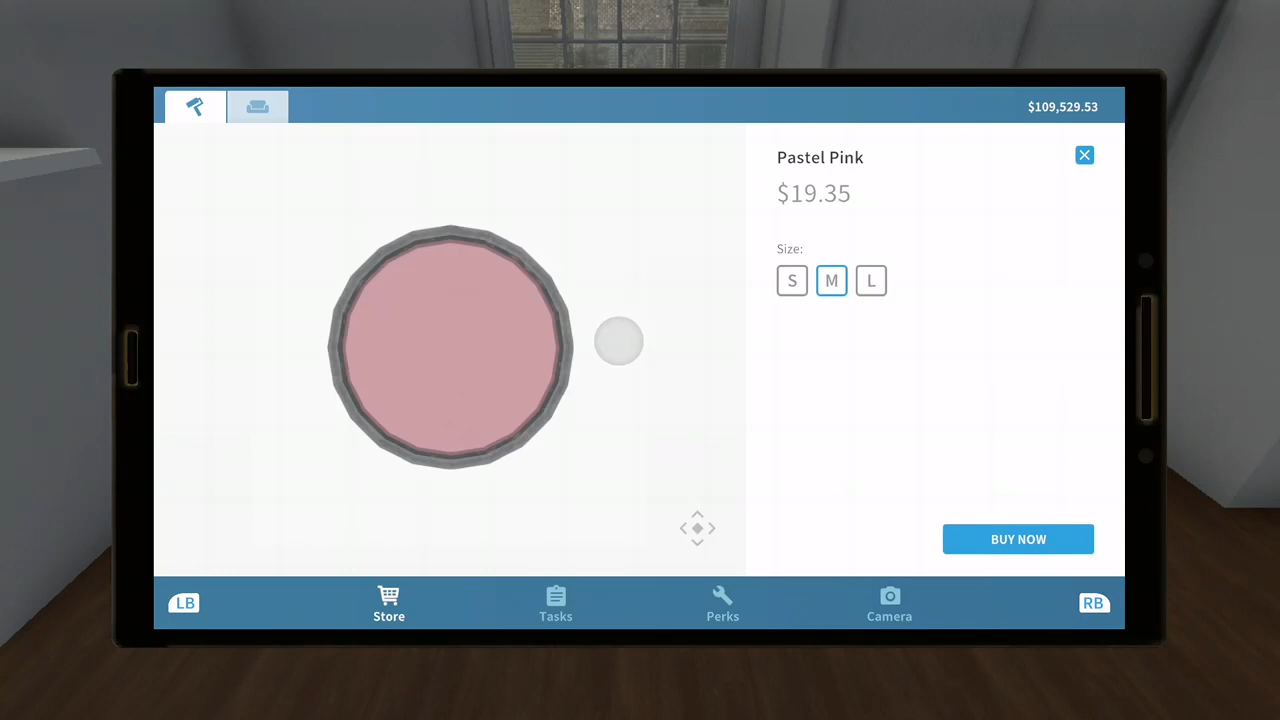 $109,529.53
Pastel Pink
$19.35
Size:
S M L
BUY NOW
LB
Store
Tasks
Perks
Camera
RB